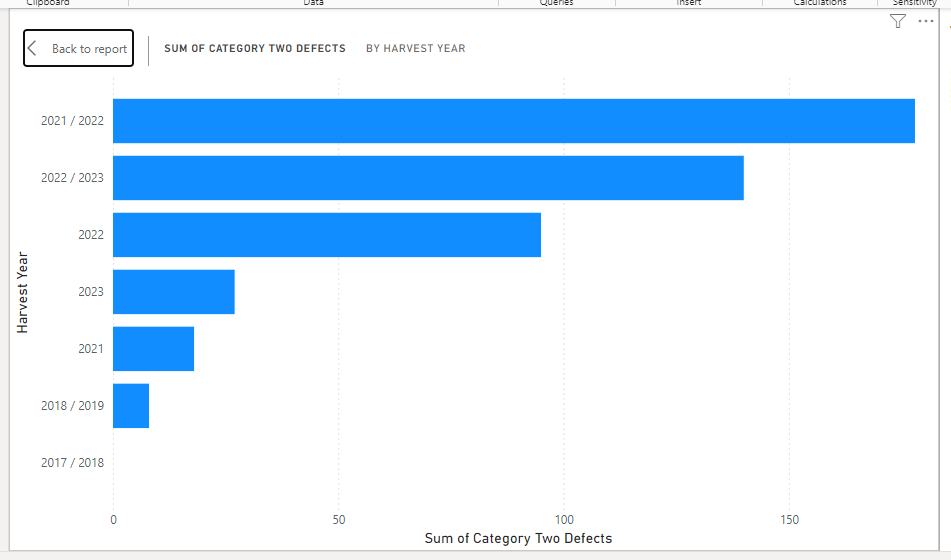 Clipboard Data Queries Insert Calculations Sensitivity
Back to report SUM OF CATEGORY TWO DEFECTS BY HARVEST YEAR
Harvest Year
2021 / 2022
2022 / 2023
2022
2023
2021
2018 / 2019
2017 / 2018
0 50 100 150
Sum of Category Two Defects